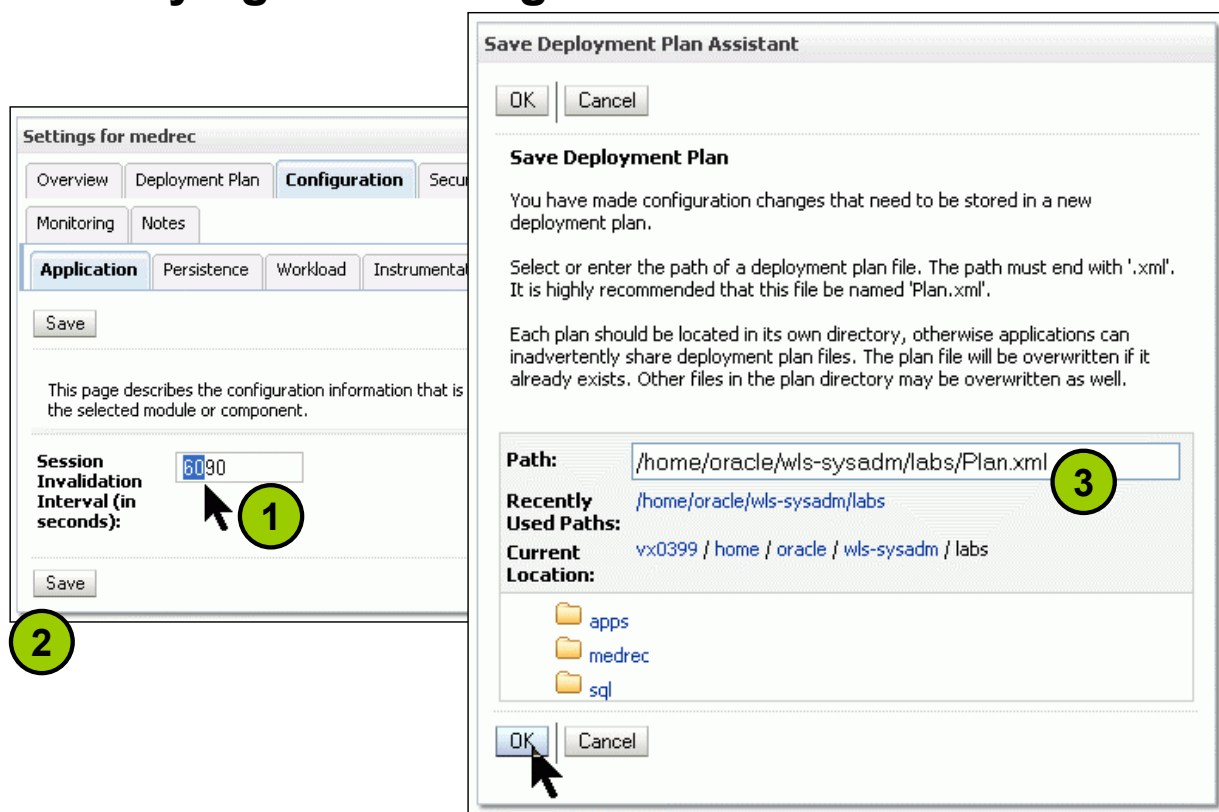 Settings for medrec
Overview Deployment Plan Configuration
Monitoring Notes
Application Persistence Workload
Save
This page describes the configuration information that is
the selected module or component.
Session
Invalidation
Interval (in
seconds):
6090
1
Save
2
Save Deployment Plan Assistant
OK Cancel
Save Deployment Plan
You have made configuration changes that need to be stored in a new
deployment plan.
Select or enter the path of a deployment plan file. The path must end with '.xml'.
It is highly recommended that this file be named 'Plan.xml'.
Each plan should be located in its own directory, otherwise applications can
inadvertently share deployment plan files. The plan file will be overwritten if it
already exists. Other files in the plan directory may be overwritten as well.
Path: /home/oracle/wls-sysadm/labs/Plan.xml
3
Recently
Used Paths:
/home/oracle/wls-sysadm/labs
Current
Location:
vx0399 / home / oracle / wls-sysadm / labs
apps
medrec
sql
OK Cancel